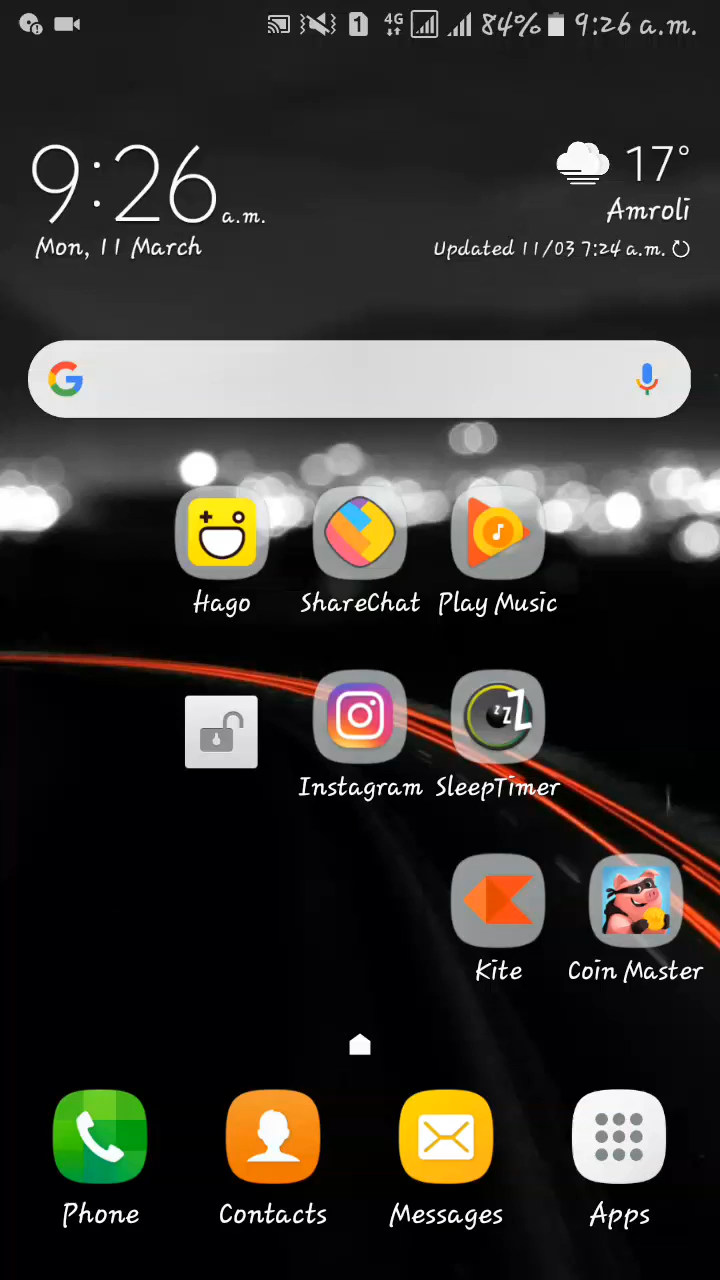 1 4G 84% 9:26 a.m.
9:26 a.m.
17°
Amroli
Mon, 11 March
Updated 11/03 7:24 a.m.
Hago ShareChat Play Music
Instagram SleepTimer
Kite Coin Master
Phone Contacts Messages Apps